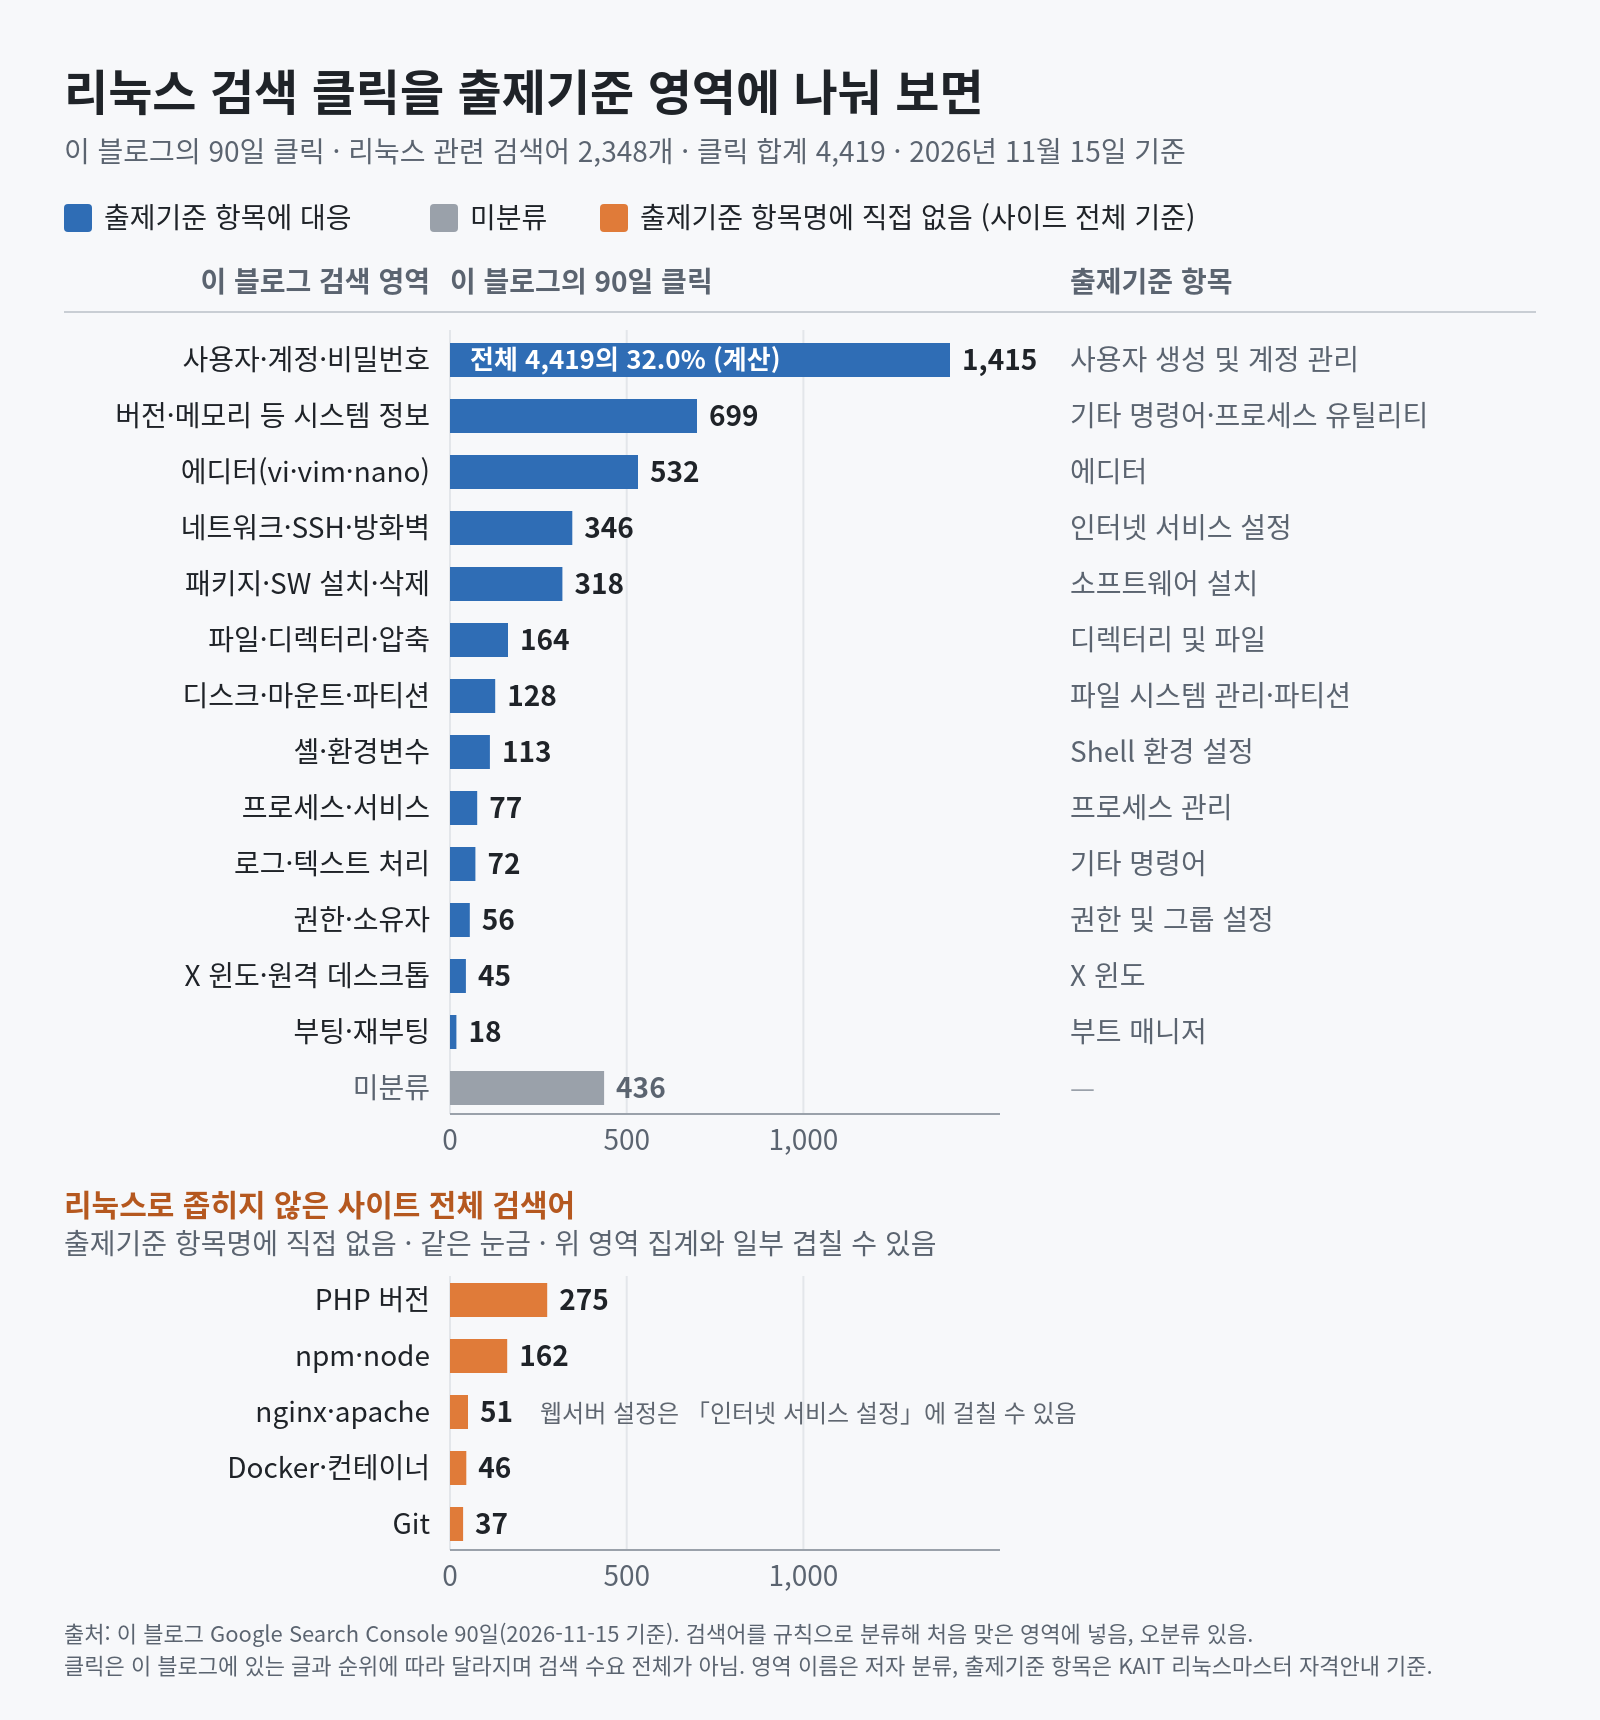 리눅스 검색 클릭을 출제기준 영역에 나눠 보면
이 블로그의 90일 클릭 · 리눅스 관련 검색어 2,348개 · 클릭 합계 4,419 · 2026년 11월 15일 기준
출제기준 항목에 대응 미분류 출제기준 항목명에 직접 없음 (사이트 전체 기준)
이 블로그 검색 영역 이 블로그의 90일 클릭 출제기준 항목
사용자·계정·비밀번호 전체 4,419의 32.0% (계산) 1,415 사용자 생성 및 계정 관리
버전·메모리 등 시스템 정보 699 기타 명령어·프로세스 유틸리티
에디터(vi·vim·nano) 532 에디터
네트워크·SSH·방화벽 346 인터넷 서비스 설정
패키지·SW 설치·삭제 318 소프트웨어 설치
파일·디렉터리·압축 164 디렉터리 및 파일
디스크·마운트·파티션 128 파일 시스템 관리·파티션
셸·환경변수 113 Shell 환경 설정
프로세스·서비스 77 프로세스 관리
로그·텍스트 처리 72 기타 명령어
권한·소유자 56 권한 및 그룹 설정
X 윈도·원격 데스크톱 45 X 윈도
부팅·재부팅 18 부트 매니저
미분류 436 —
0 500 1,000
리눅스로 좁히지 않은 사이트 전체 검색어
출제기준 항목명에 직접 없음 · 같은 눈금 · 위 영역 집계와 일부 겹칠 수 있음
PHP 버전 275
npm·node 162
nginx·apache 51 웹서버 설정은 「인터넷 서비스 설정」에 걸칠 수 있음
Docker·컨테이너 46
Git 37
0 500 1,000
출처: 이 블로그 Google Search Console 90일(2026-11-15 기준). 검색어를 규칙으로 분류해 처음 맞은 영역에 넣음, 오분류 있음.
클릭은 이 블로그에 있는 글과 순위에 따라 달라지며 검색 수요 전체가 아님. 영역 이름은 저자 분류, 출제기준 항목은 KAIT 리눅스마스터 자격안내 기준.